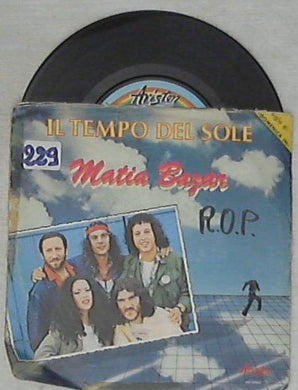 Ariston
IL TEMPO DEL SOLE
229
Matia Bazar
R.O.P.